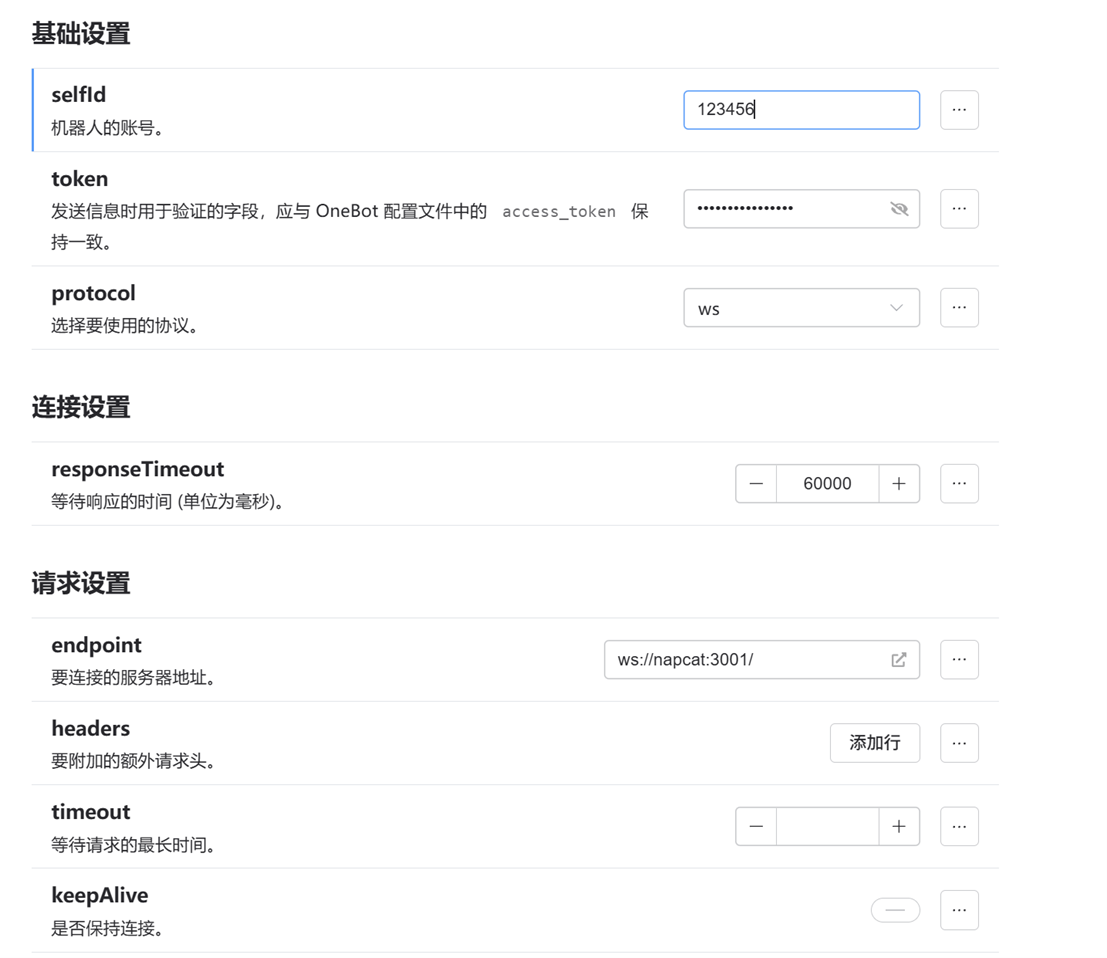 基础设置
selfId
机器人的账号。
123456
...
token
发送信息时用于验证的字段，应与 OneBot 配置文件中的 access_token 保
持一致。
••••••••••••••••
...
protocol
选择要使用的协议。
ws
...
连接设置
responseTimeout
等待响应的时间 (单位为毫秒)。
— 60000 +
...
请求设置
endpoint
要连接的服务器地址。
ws://napcat:3001/
...
headers
要附加的额外请求头。
添加行
...
timeout
等待请求的最长时间。
— +
...
keepAlive
是否保持连接。
...